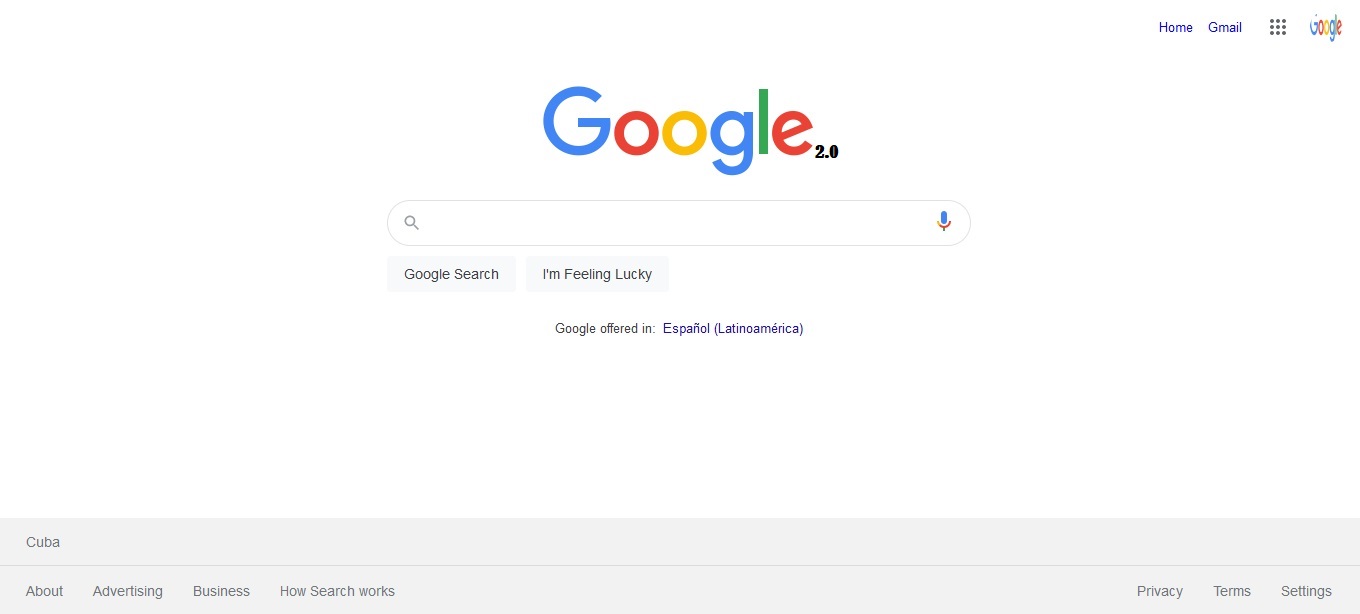 Home Gmail Google
Google 2.0
Google Search I'm Feeling Lucky
Google offered in: Español (Latinoamérica)
Cuba
About Advertising Business How Search works Privacy Terms Settings